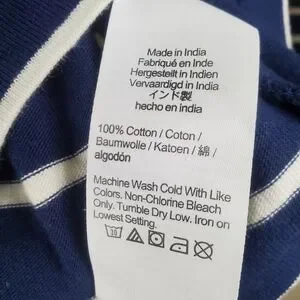 Made in India
Fabriqué en Inde
Hergestellt in Indien
Vervaardigd in India
インド製
hecho en india
100% Cotton / Coton /
Baumwolle / Katoen / 綿 /
algodón
Machine Wash Cold With Like
Colors. Non-Chlorine Bleach
Only. Tumble Dry Low. Iron on
Lowest Setting.